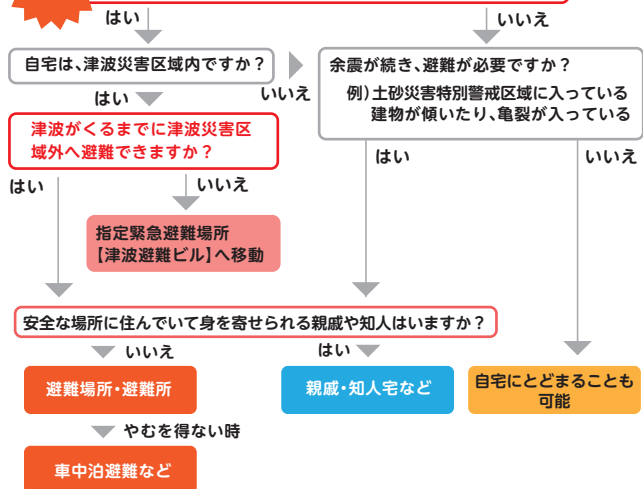 はい
いいえ
自宅は、津波災害区域内ですか?
余震が続き、避難が必要ですか?
例)土砂災害特別警戒区域に入っている
建物が傾いたり、亀裂が入っている
はい
いいえ
津波がくるまでに津波災害区
域外へ避難できますか?
はい
いいえ
はい
いいえ
指定緊急避難場所
【津波避難ビル】へ移動
安全な場所に住んでいて身を寄せられる親戚や知人はいますか?
いいえ
はい
避難場所・避難所
親戚・知人宅など
自宅にとどまることも
可能
やむを得ない時
車中泊避難など